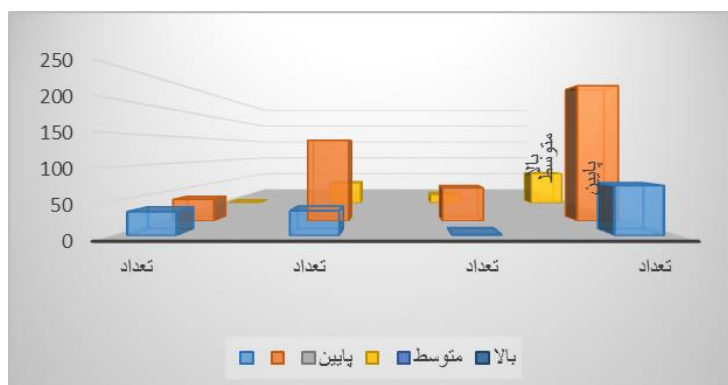 250
200
150
100
50
0
بالا
متوسط
پایین
تعداد تعداد تعداد تعداد
پایین متوسط بالا